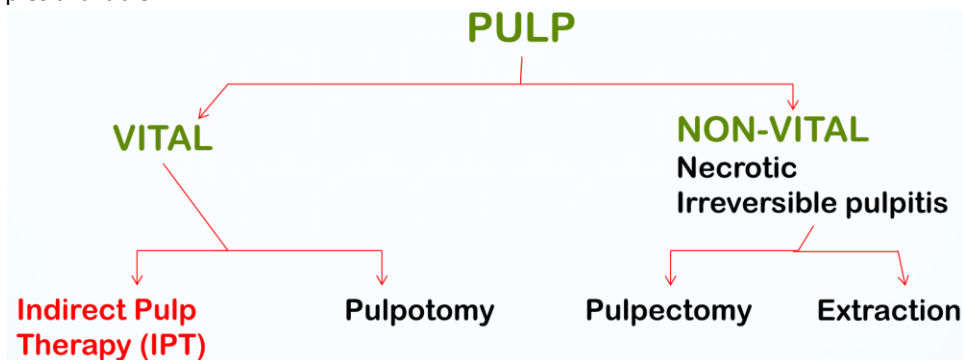 PULP
VITAL
NON-VITAL
Necrotic
Irreversible pulpitis
Indirect Pulp
Therapy (IPT)
Pulpotomy
Pulpectomy
Extraction